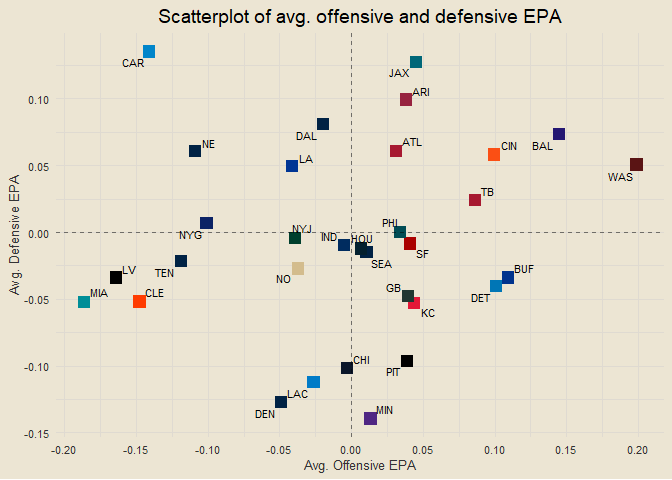 Scatterplot of avg. offensive and defensive EPA
CAR
JAX
ARI
DAL
NE
LA
ATL
CIN
BAL
WAS
TB
NYG
NYJ
IND
HOU
PHI
SF
SEA
TEN
LV
NO
MIA
CLE
GB
KC
DET
BUF
CHI
PIT
LAC
DEN
MIN
0.10
0.05
0.00
-0.05
-0.10
-0.15
Avg. Defensive EPA
-0.20 -0.15 -0.10 -0.05 0.00 0.05 0.10 0.15 0.20
Avg. Offensive EPA